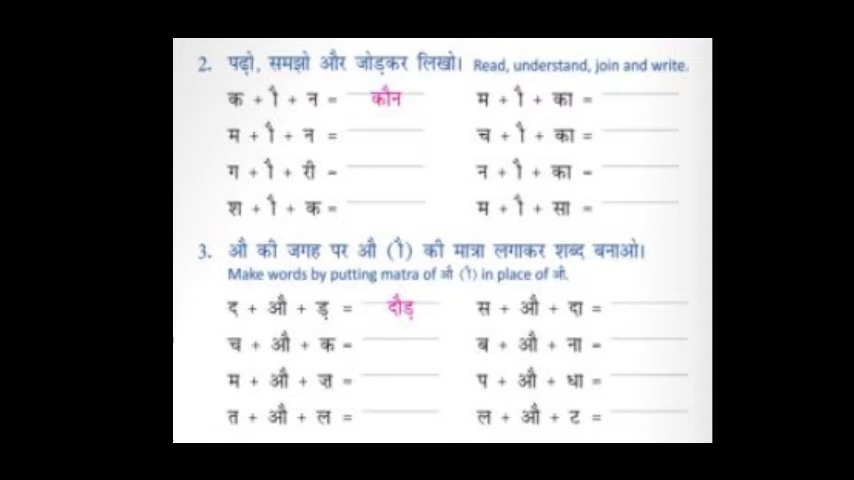 2. पढ़ो, समझो और जोड़कर लिखो। Read, understand, join and write.
क + ौ + न = कौन म + ौ + का =
म + ौ + न = च + ौ + का =
ग + ौ + री = न + ौ + का =
श + ौ + क = म + ौ + सा =
3. औ की जगह पर औ (ौ) की मात्रा लगाकर शब्द बनाओ।
Make words by putting matra of औ (ौ) in place of औ.
द + औ + ड़ = दौड़ स + औ + दा =
च + औ + क = ब + औ + ना =
म + औ + ज़ = प + औ + धा =
त + औ + ल = ल + औ + ट =